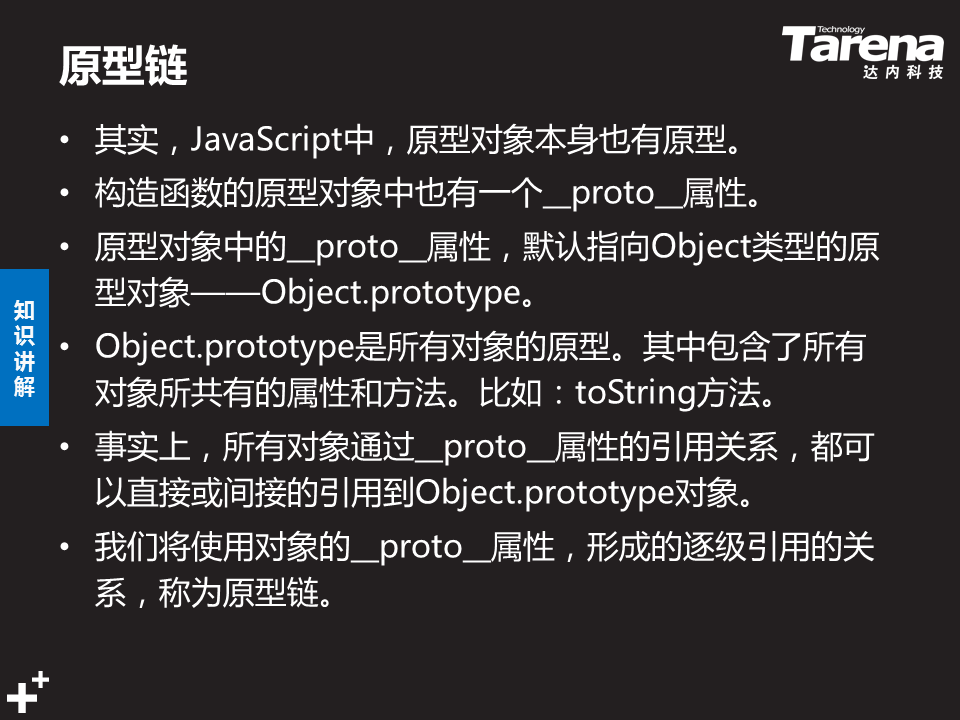 原型链
Technology
Tarena
达内科技
• 其实，JavaScript中，原型对象本身也有原型。
• 构造函数的原型对象中也有一个__proto__属性。
• 原型对象中的__proto__属性，默认指向Object类型的原
型对象——Object.prototype。
• Object.prototype是所有对象的原型。其中包含了所有
对象所共有的属性和方法。比如：toString方法。
• 事实上，所有对象通过__proto__属性的引用关系，都可
以直接或间接的引用到Object.prototype对象。
• 我们将使用对象的__proto__属性，形成的逐级引用的关
系，称为原型链。
知
识
讲
解